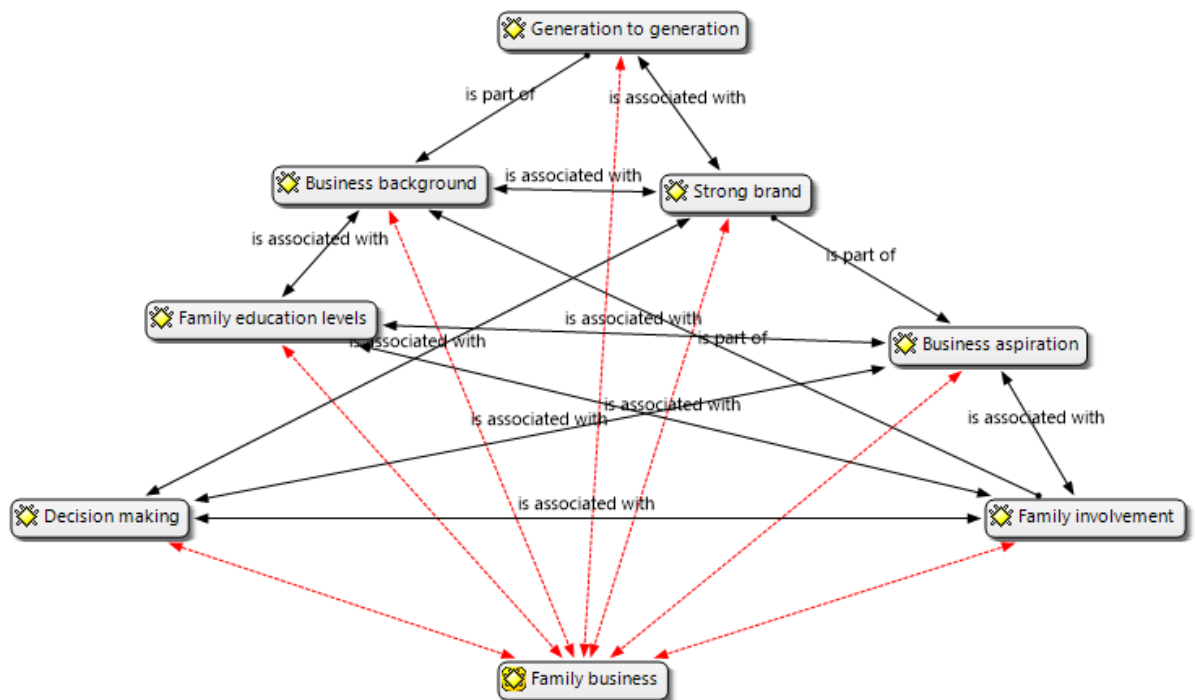 Generation to generation
is part of
is associated with
Business background
is associated with
Strong brand
is associated with
is part of
Family education levels
is associated with
is associated with
is part of
Business aspiration
is associated with
is associated with
is associated with
Decision making
is associated with
Family involvement
Family business